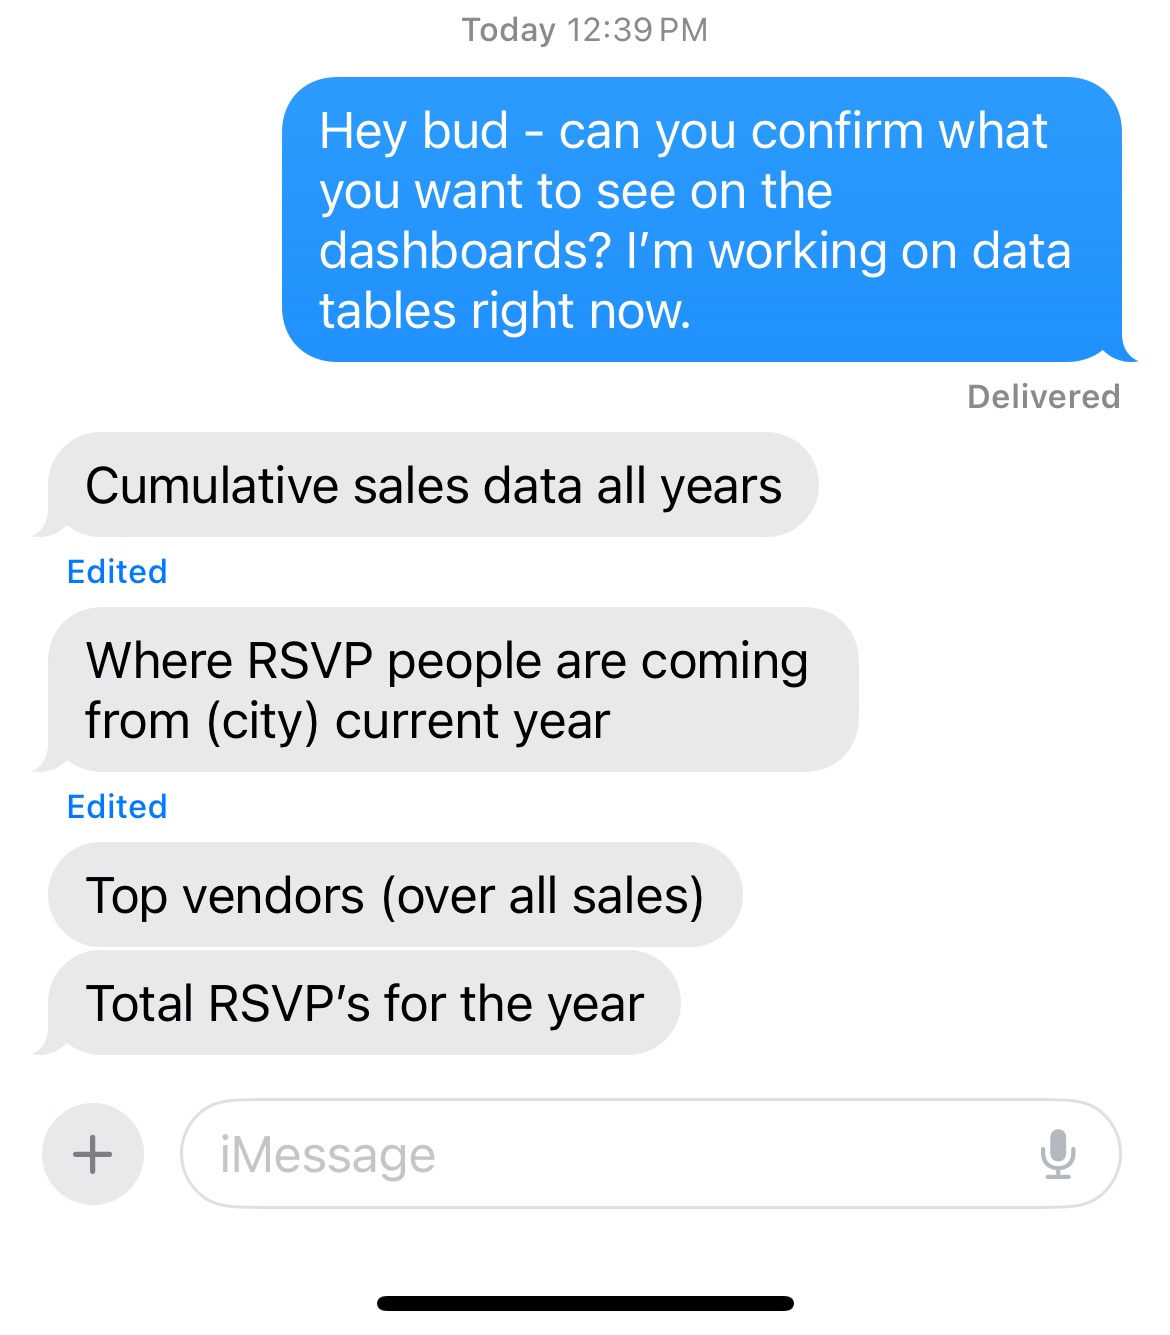 Today 12:39 PM
Hey bud - can you confirm what
you want to see on the
dashboards? I’m working on data
tables right now.
Delivered
Cumulative sales data all years
Edited
Where RSVP people are coming
from (city) current year
Edited
Top vendors (over all sales)
Total RSVP’s for the year
iMessage